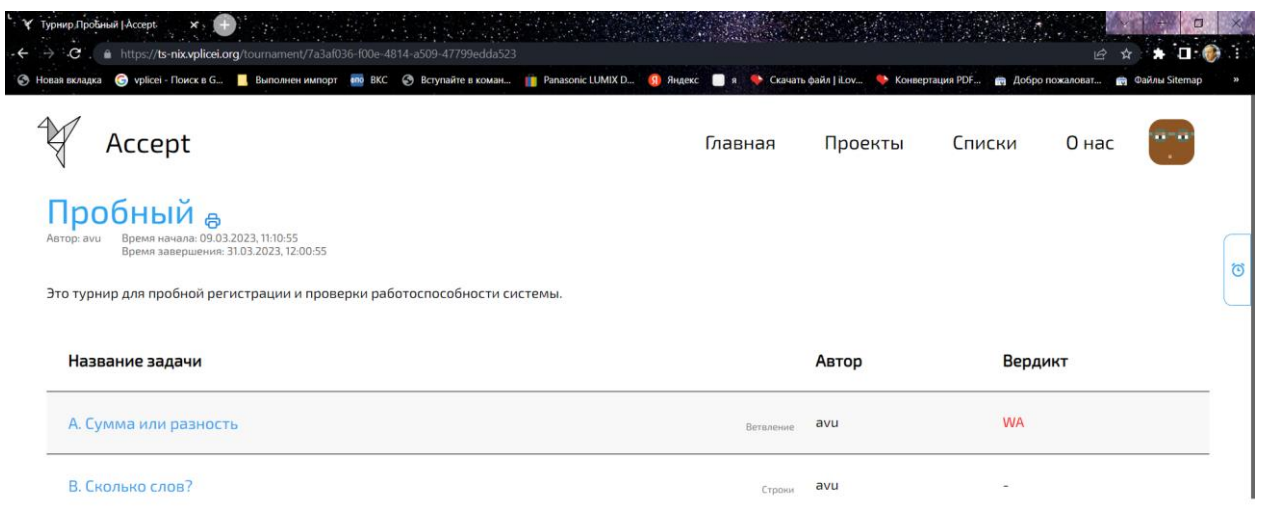 Турнир Пробный | Accept
https://ts-nix.vplicei.org/tournament/7a3af036-f00e-4814-a509-47799edda523
Новая вкладка vplicei - Поиск в G... Выполнен импорт ВКС Вступайте в коман... Panasonic LUMIX D... Яндекс я Скачать файл | iLov... Конвертация PDF... Добро пожаловат... Файлы Sitemap »
Accept Главная Проекты Списки О нас
Пробный
Автор: avu Время начала: 09.03.2023, 11:10:55
Время завершения: 31.03.2023, 12:00:55
Это турнир для пробной регистрации и проверки работоспособности системы.
Название задачи Автор Вердикт
A. Сумма или разность Ветвление avu WA
B. Сколько слов? Строки avu -